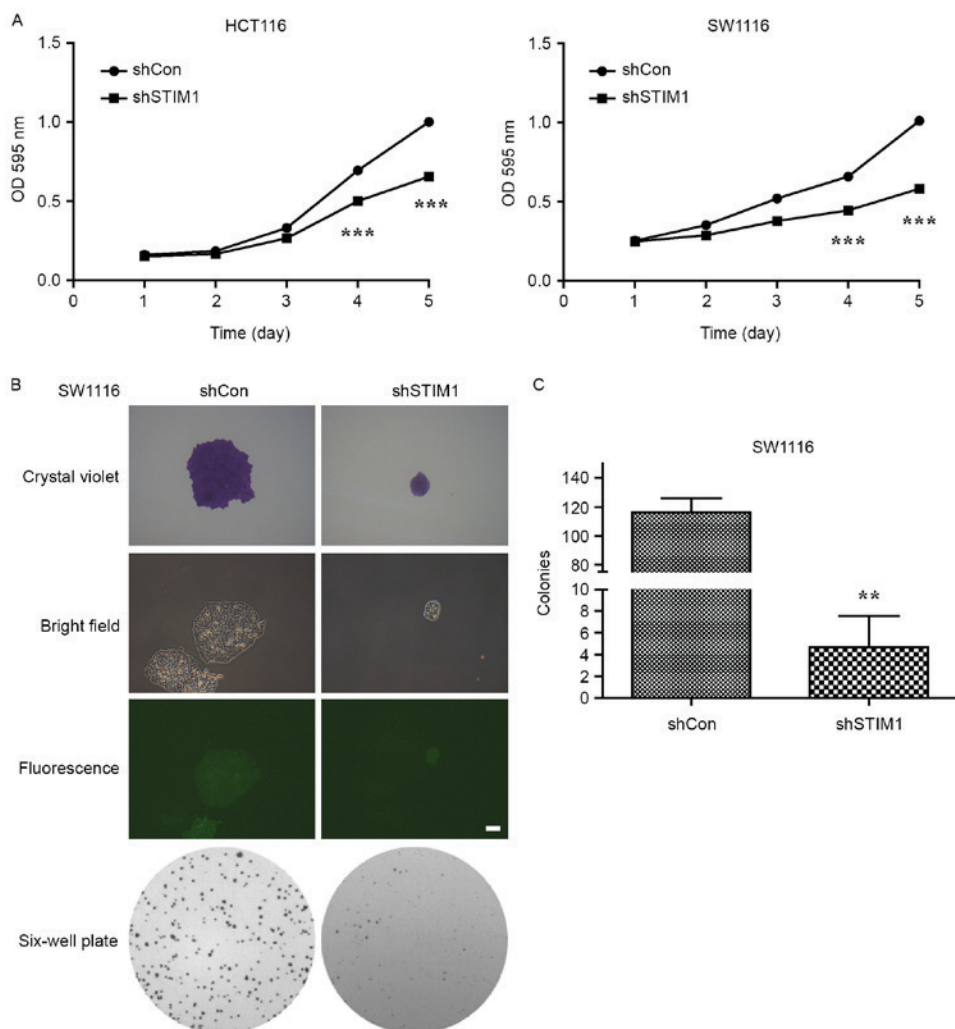 A
HCT116
1.5
1.0
0.5
0.0
OD 595 nm
shCon
shSTIM1
***
***
0 1 2 3 4 5
Time (day)
SW1116
1.5
1.0
0.5
0.0
OD 595 nm
shCon
shSTIM1
***
***
0 1 2 3 4 5
Time (day)
B
SW1116 shCon shSTIM1
Crystal violet
Bright field
Fluorescence
Six-well plate
C
SW1116
140
120
100
80
10
8
6
4
2
0
Colonies
**
shCon shSTIM1